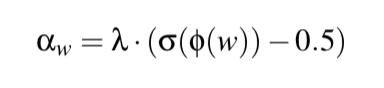 α_w = λ · (σ(ϕ(w)) − 0.5)